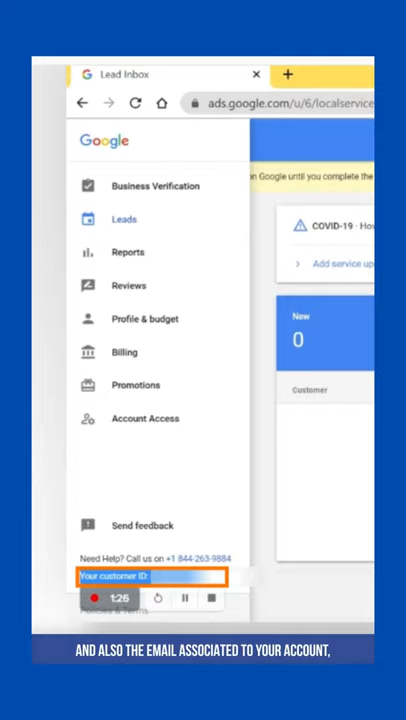 Lead Inbox
ads.google.com/u/6/localservice
Google
on Google until you complete the
Business Verification
Leads
COVID-19 · How
Reports
Add service up
Reviews
Profile & budget
New
0
Billing
Promotions
Customer
Account Access
Send feedback
Need Help? Call us on +1 844-263-9884
Your customer ID:
1:26
Policies & Terms
AND ALSO THE EMAIL ASSOCIATED TO YOUR ACCOUNT,